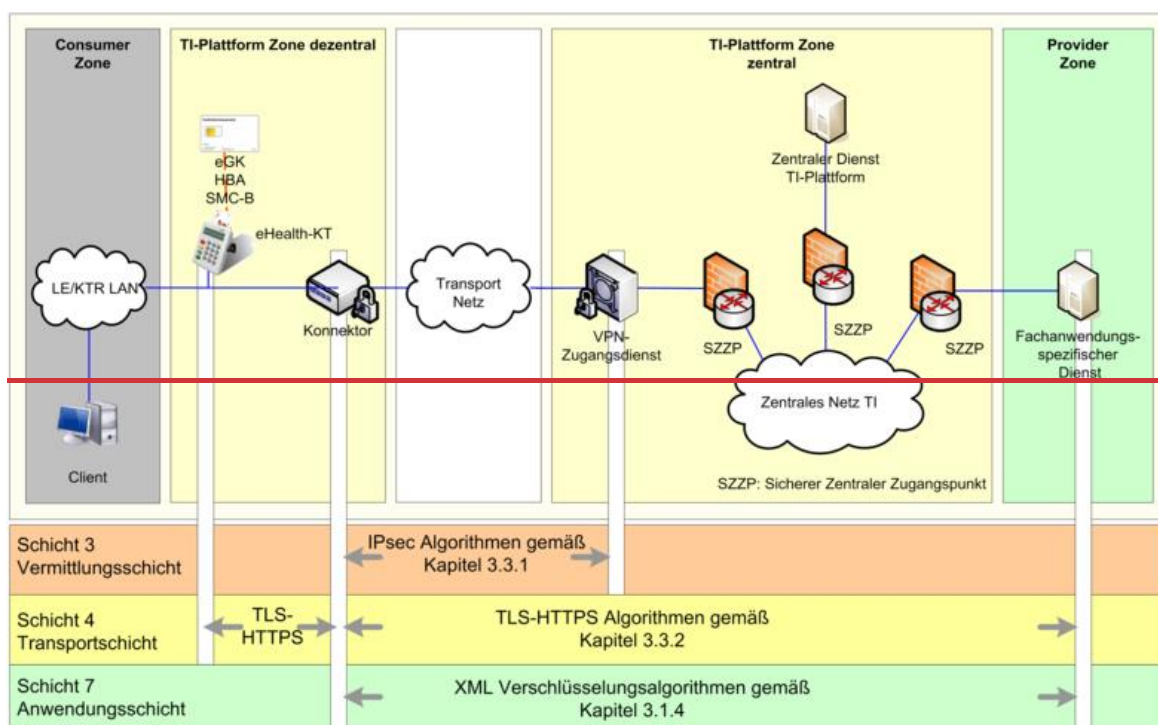 Consumer
Zone
TI-Plattform Zone dezentral
TI-Plattform Zone
zentral
Provider
Zone
eGK
HBA
SMC-B
eHealth-KT
Zentraler Dienst
TI-Plattform
LE/KTR LAN
Konnektor
Transport
Netz
VPN-
Zugangsdienst
SZZP
SZZP
SZZP
Fachanwendungs-
spezifischer
Dienst
Zentrales Netz TI
Client
SZZP: Sicherer Zentraler Zugangspunkt
Schicht 3
Vermittlungsschicht
IPsec Algorithmen gemäß
Kapitel 3.3.1
Schicht 4
Transportschicht
TLS-
HTTPS
TLS-HTTPS Algorithmen gemäß
Kapitel 3.3.2
Schicht 7
Anwendungsschicht
XML Verschlüsselungsalgorithmen gemäß
Kapitel 3.1.4